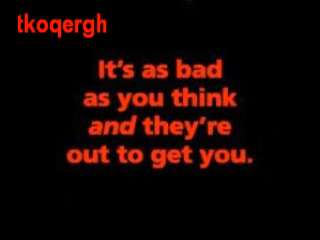 tkoqergh
It's as bad
as you think
and they're
out to get you.